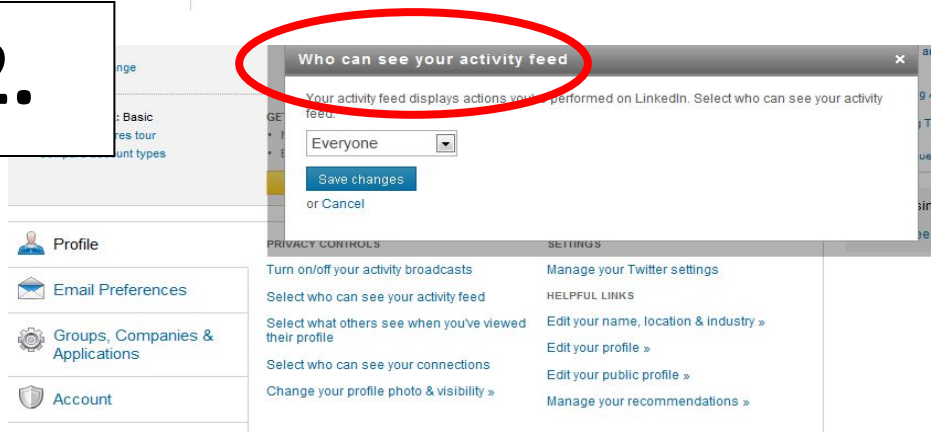 2.
Who can see your activity feed ×
Your activity feed displays actions you've performed on LinkedIn. Select who can see your activity
feed.
Everyone
Save changes
or Cancel
: Basic
Profile
Email Preferences
Groups, Companies &
Applications
Account
PRIVACY CONTROLS
Turn on/off your activity broadcasts
Select who can see your activity feed
Select what others see when you've viewed
their profile
Select who can see your connections
Change your profile photo & visibility »
SETTINGS
Manage your Twitter settings
HELPFUL LINKS
Edit your name, location & industry »
Edit your profile »
Edit your public profile »
Manage your recommendations »